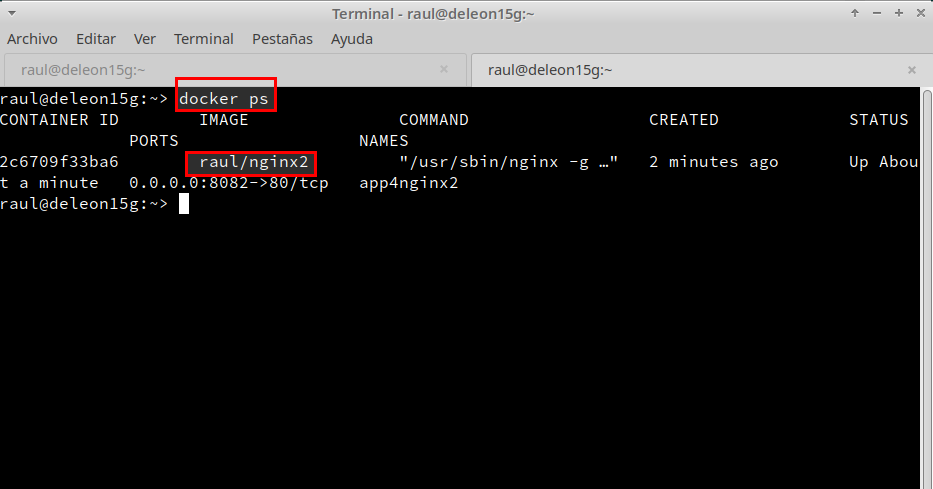 Terminal - raul@deleon15g:~
Archivo Editar Ver Terminal Pestañas Ayuda
raul@deleon15g:~ raul@deleon15g:~
raul@deleon15g:~> docker ps
CONTAINER ID        IMAGE               COMMAND                  CREATED             STATUS
             PORTS                  NAMES
2c6709f33ba6        raul/nginx2         "/usr/sbin/nginx -g …"   2 minutes ago       Up Abou
t a minute   0.0.0.0:8082->80/tcp   app4nginx2
raul@deleon15g:~>